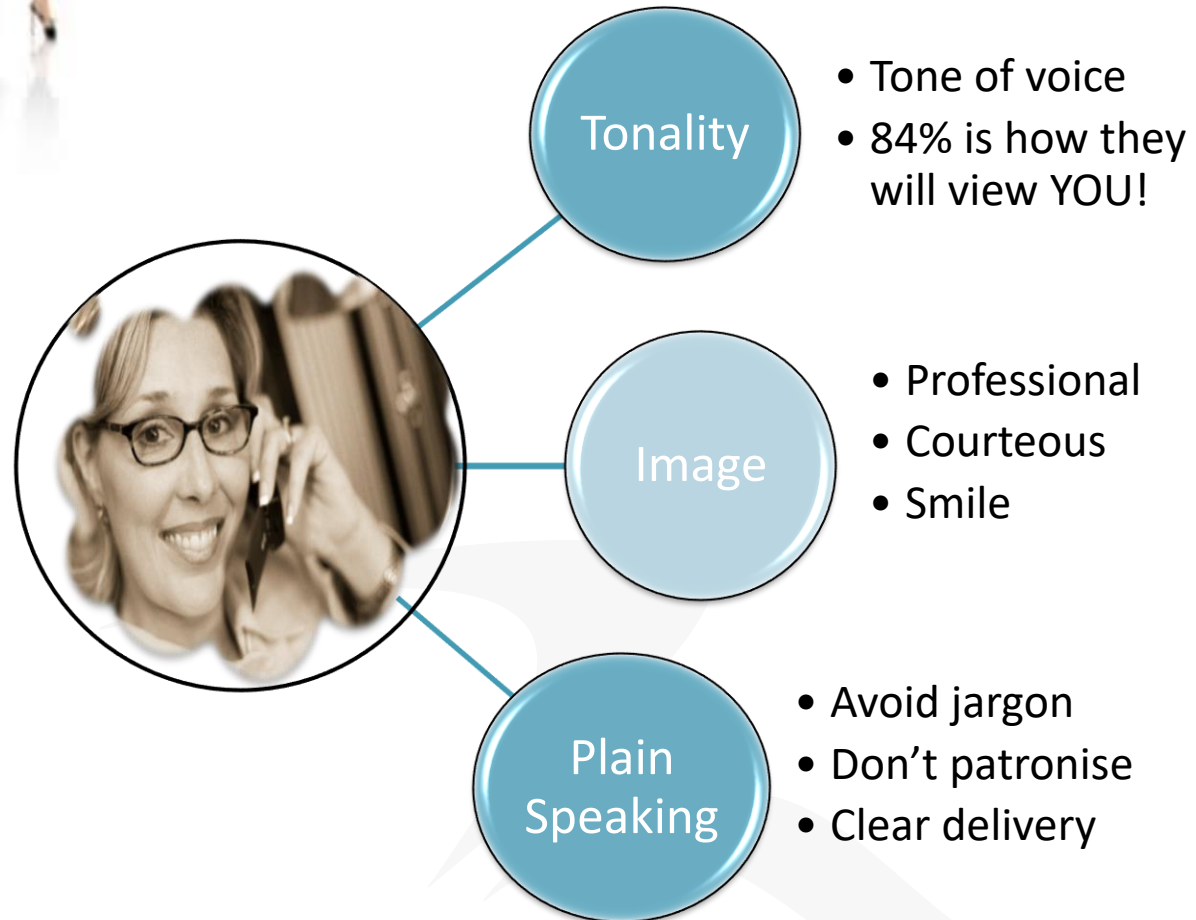 Tonality
• Tone of voice
• 84% is how they
will view YOU!
Image
• Professional
• Courteous
• Smile
Plain
Speaking
• Avoid jargon
• Don’t patronise
• Clear delivery